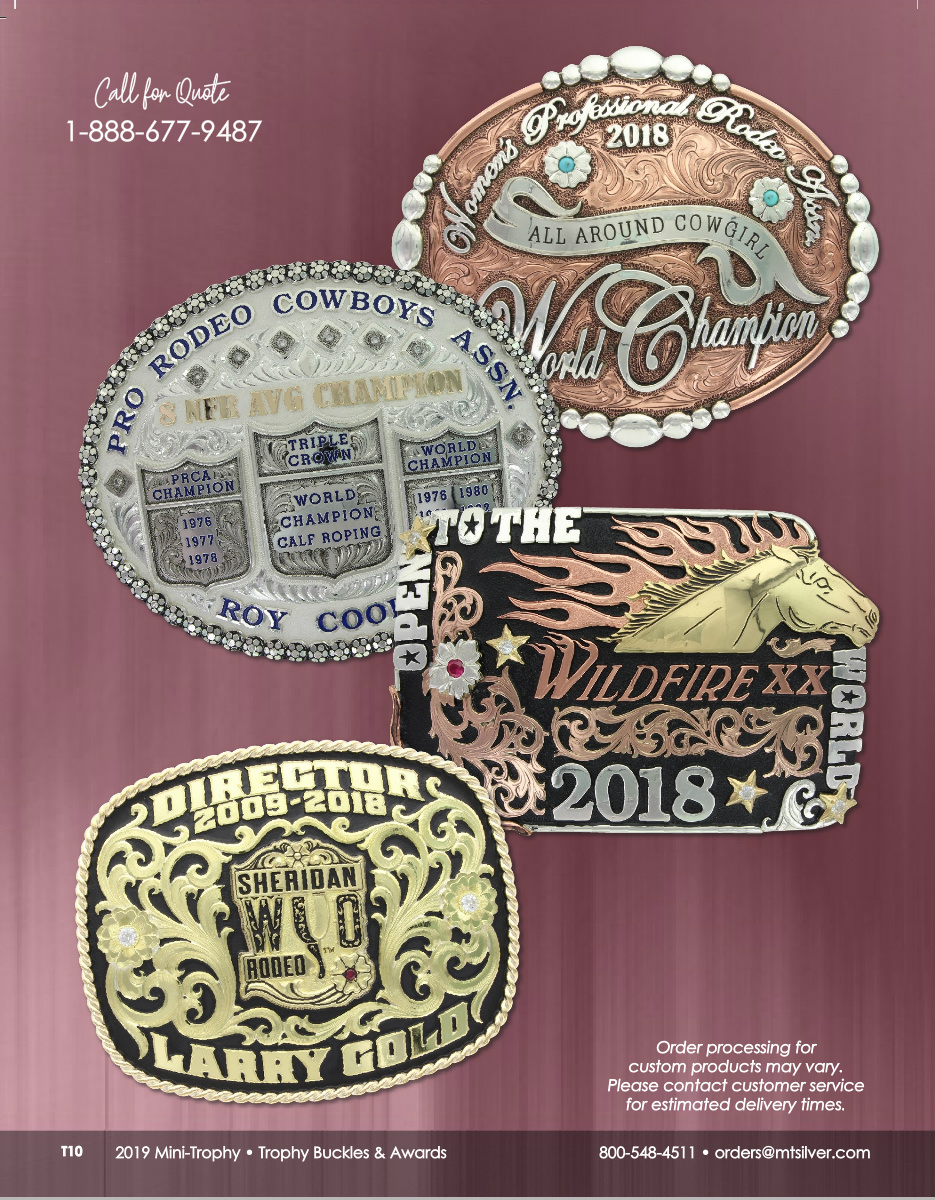 Call for Quote
1-888-677-9487
Women's Professional Rodeo Assn.
2018
ALL AROUND COWGIRL
World Champion
PRO RODEO COWBOYS ASSN.
8 NFR AVG CHAMPION
PRCA
CHAMPION
1976
1977
1978
TRIPLE
CROWN
WORLD
CHAMPION
CALF ROPING
WORLD
CHAMPION
1976 1980
ROY
OPEN TO THE WORLD
WILDFIRE XX
2018
DIRECTOR
2009-2018
SHERIDAN
WYO
TM
RODEO
LARRY GOLD
Order processing for
custom products may vary.
Please contact customer service
for estimated delivery times.
T10 2019 Mini-Trophy • Trophy Buckles & Awards 800-548-4511 • orders@mtsilver.com